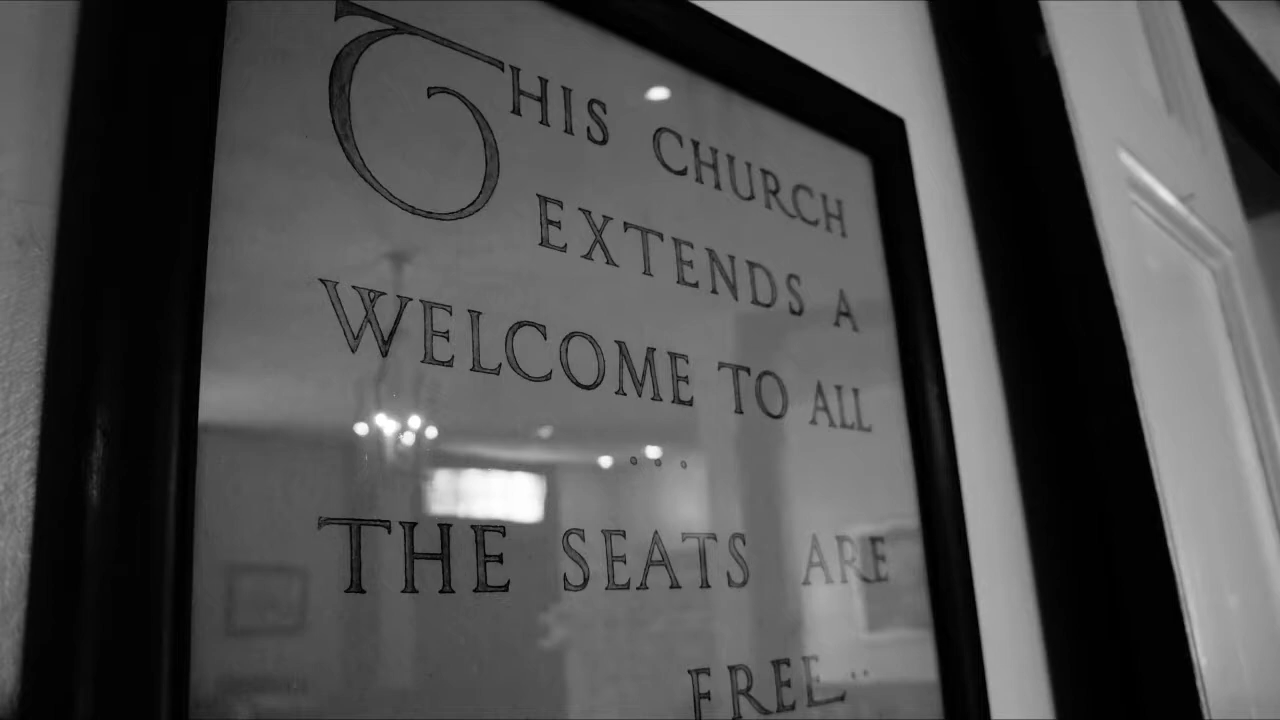 THIS CHURCH
EXTENDS A
WELCOME TO ALL
...
THE SEATS ARE
FREE..